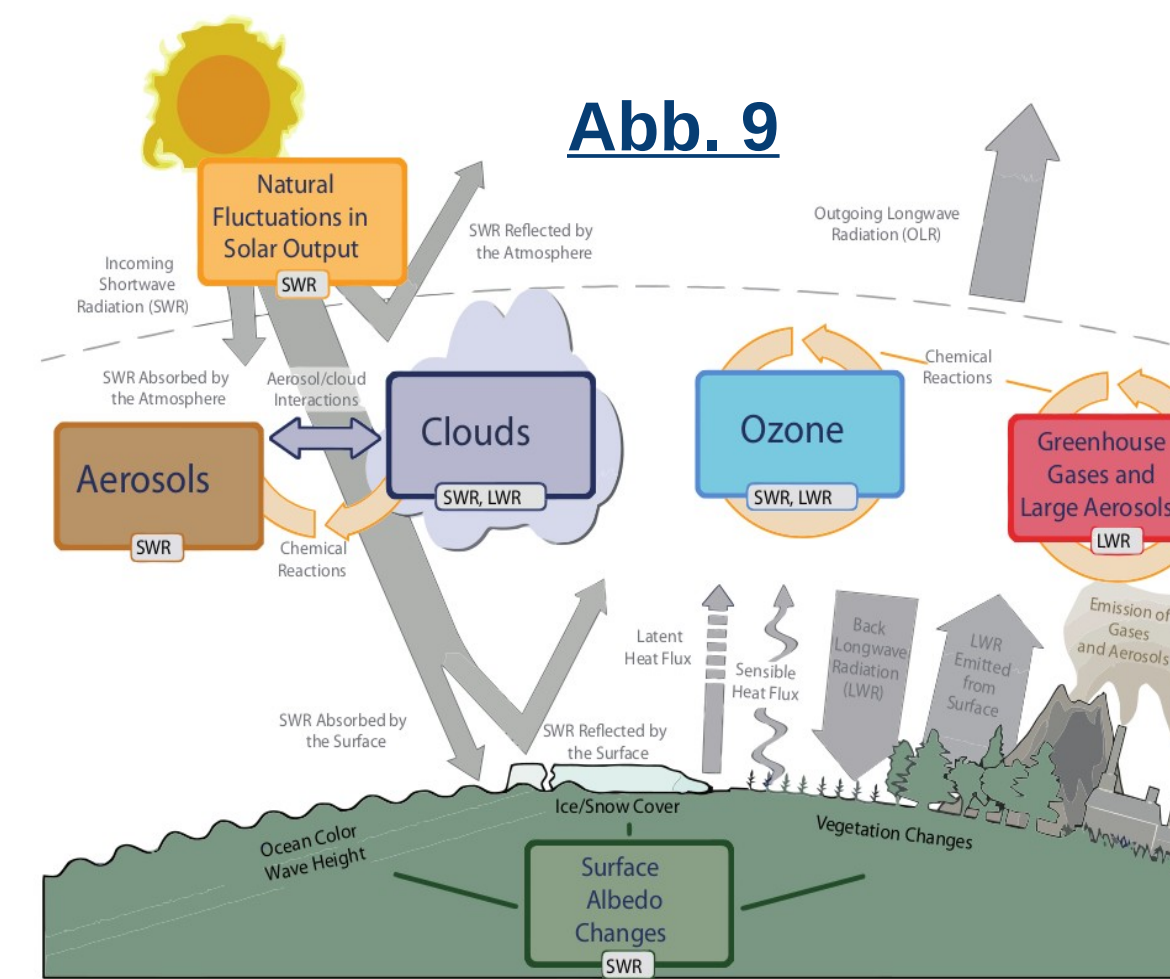 Abb. 9
Natural
Fluctuations in
Solar Output
SWR
Incoming
Shortwave
Radiation (SWR)
SWR Reflected by
the Atmosphere
Outgoing Longwave
Radiation (OLR)
SWR Absorbed by
the Atmosphere
Aerosol/cloud
Interactions
Chemical
Reactions
Aerosols
SWR
Clouds
SWR, LWR
Ozone
SWR, LWR
Greenhouse
Gases and
Large Aerosols
LWR
Chemical
Reactions
Emission of
Gases
and Aerosols
Latent
Heat Flux
Sensible
Heat Flux
Back
Longwave
Radiation
(LWR)
LWR
Emitted
from
Surface
SWR Absorbed by
the Surface
SWR Reflected by
the Surface
Ice/Snow Cover
Ocean Color
Wave Height
Vegetation Changes
Surface
Albedo
Changes
SWR